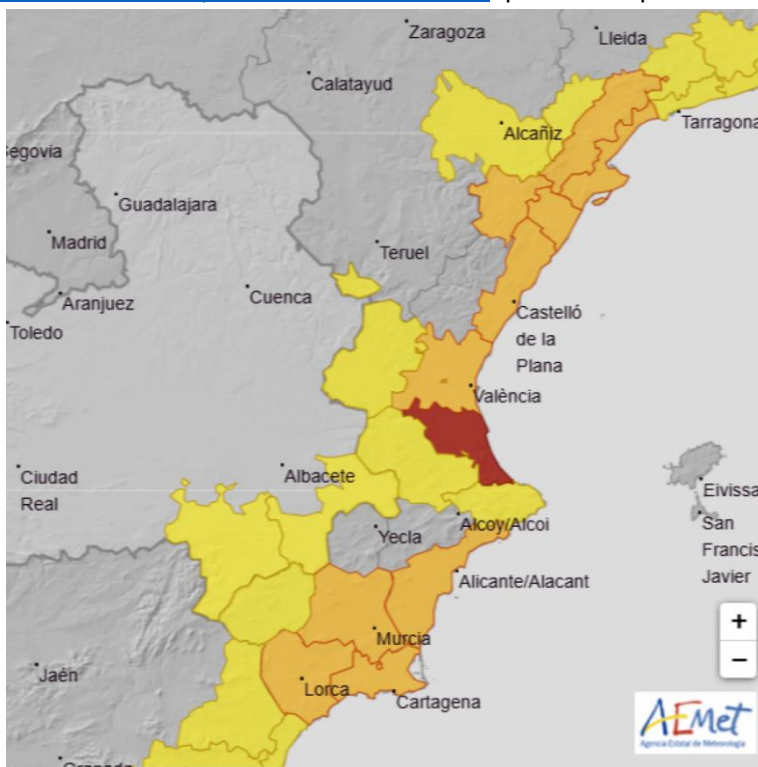 Zaragoza
Lleida
Calatayud
Alcañiz
Tarragona
Segovia
Guadalajara
Madrid
Teruel
Aranjuez
Cuenca
Castelló
de la
Plana
Toledo
València
Ciudad
Real
Albacete
Eivissa
Yecla
Alcoy/Alcoi
San
Francis
Javier
Alicante/Alacant
+
Murcia
−
Jaén
Lorca
Cartagena
AEMet
Agencia Estatal de Meteorología